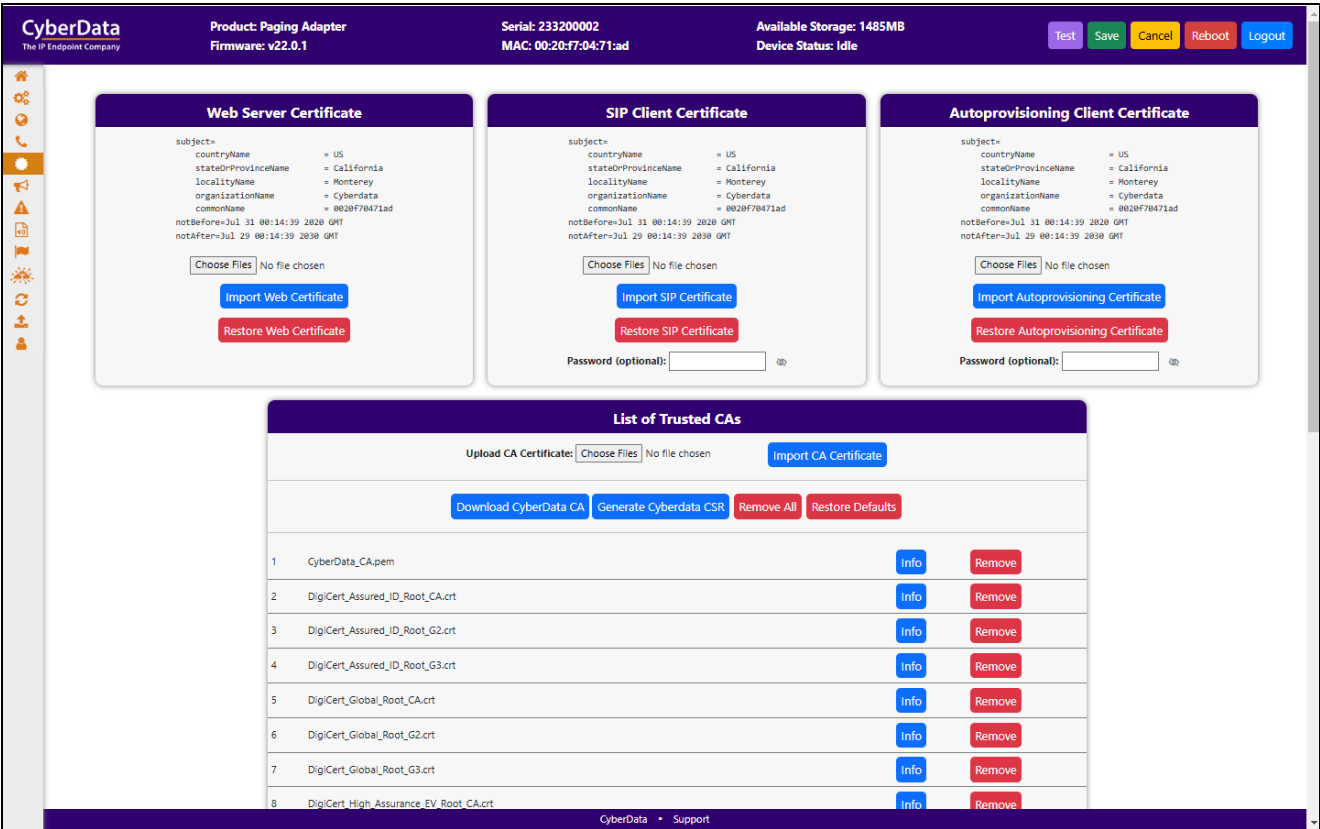 CyberData
The IP Endpoint Company
Product: Paging Adapter
Firmware: v22.0.1
Serial: 233200002
MAC: 00:20:f7:04:71:ad
Available Storage: 1485MB
Device Status: Idle
Test Save Cancel Reboot Logout
Web Server Certificate
subject=
countryName = US
stateOrProvinceName = California
localityName = Monterey
organizationName = Cyberdata
commonName = 0020f70471ad
notBefore=Jul 31 00:14:39 2020 GMT
notAfter=Jul 29 00:14:39 2030 GMT
Choose Files No file chosen
Import Web Certificate
Restore Web Certificate
SIP Client Certificate
subject=
countryName = US
stateOrProvinceName = California
localityName = Monterey
organizationName = Cyberdata
commonName = 0020f70471ad
notBefore=Jul 31 00:14:39 2020 GMT
notAfter=Jul 29 00:14:39 2030 GMT
Choose Files No file chosen
Import SIP Certificate
Restore SIP Certificate
Password (optional):
Autoprovisioning Client Certificate
subject=
countryName = US
stateOrProvinceName = California
localityName = Monterey
organizationName = Cyberdata
commonName = 0020f70471ad
notBefore=Jul 31 00:14:39 2020 GMT
notAfter=Jul 29 00:14:39 2030 GMT
Choose Files No file chosen
Import Autoprovisioning Certificate
Restore Autoprovisioning Certificate
Password (optional):
List of Trusted CAs
Upload CA Certificate: Choose Files No file chosen Import CA Certificate
Download CyberData CA Generate Cyberdata CSR Remove All Restore Defaults
1 CyberData_CA.pem Info Remove
2 DigiCert_Assured_ID_Root_CA.crt Info Remove
3 DigiCert_Assured_ID_Root_G2.crt Info Remove
4 DigiCert_Assured_ID_Root_G3.crt Info Remove
5 DigiCert_Global_Root_CA.crt Info Remove
6 DigiCert_Global_Root_G2.crt Info Remove
7 DigiCert_Global_Root_G3.crt Info Remove
8 DigiCert_High_Assurance_EV_Root_CA.crt Info Remove
CyberData • Support